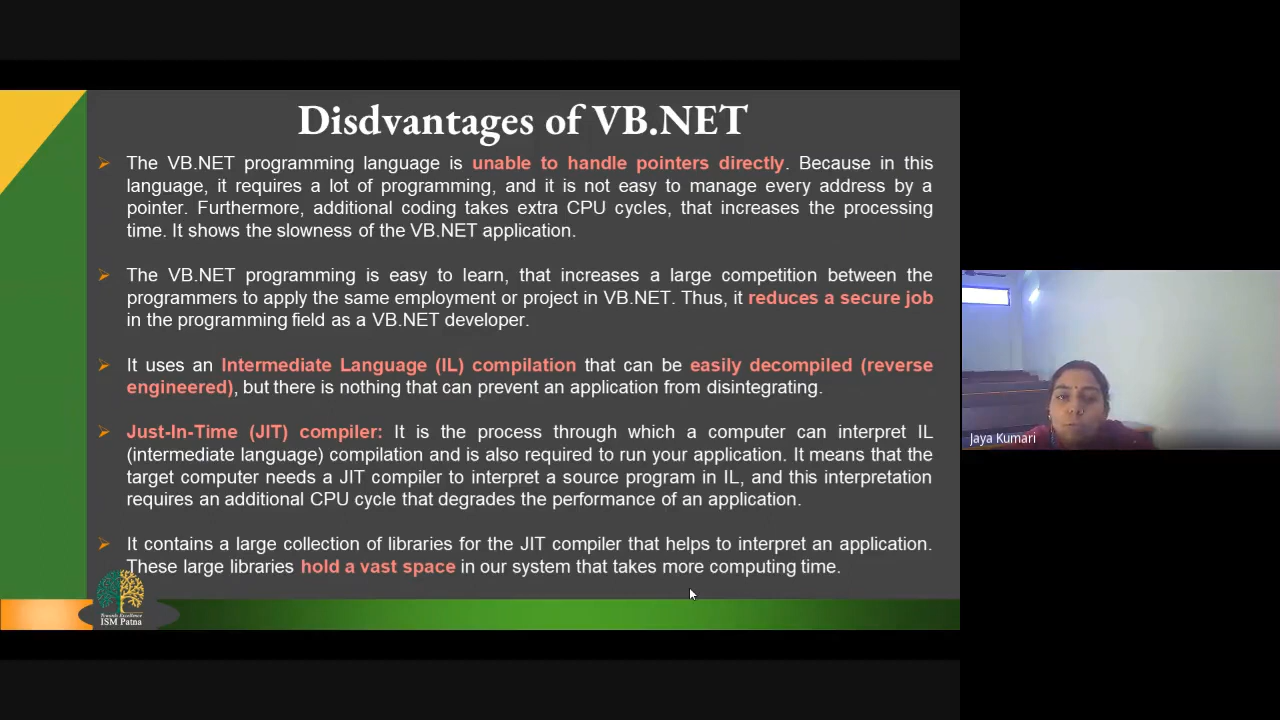 Disdvantages of VB.NET
The VB.NET programming language is unable to handle pointers directly. Because in this
language, it requires a lot of programming, and it is not easy to manage every address by a
pointer. Furthermore, additional coding takes extra CPU cycles, that increases the processing
time. It shows the slowness of the VB.NET application.
The VB.NET programming is easy to learn, that increases a large competition between the
programmers to apply the same employment or project in VB.NET. Thus, it reduces a secure job
in the programming field as a VB.NET developer.
It uses an Intermediate Language (IL) compilation that can be easily decompiled (reverse
engineered), but there is nothing that can prevent an application from disintegrating.
Just-In-Time (JIT) compiler: It is the process through which a computer can interpret IL
(intermediate language) compilation and is also required to run your application. It means that the
target computer needs a JIT compiler to interpret a source program in IL, and this interpretation
requires an additional CPU cycle that degrades the performance of an application.
It contains a large collection of libraries for the JIT compiler that helps to interpret an application.
These large libraries hold a vast space in our system that takes more computing time.
Towards Excellence
ISM Patna
Jaya Kumari